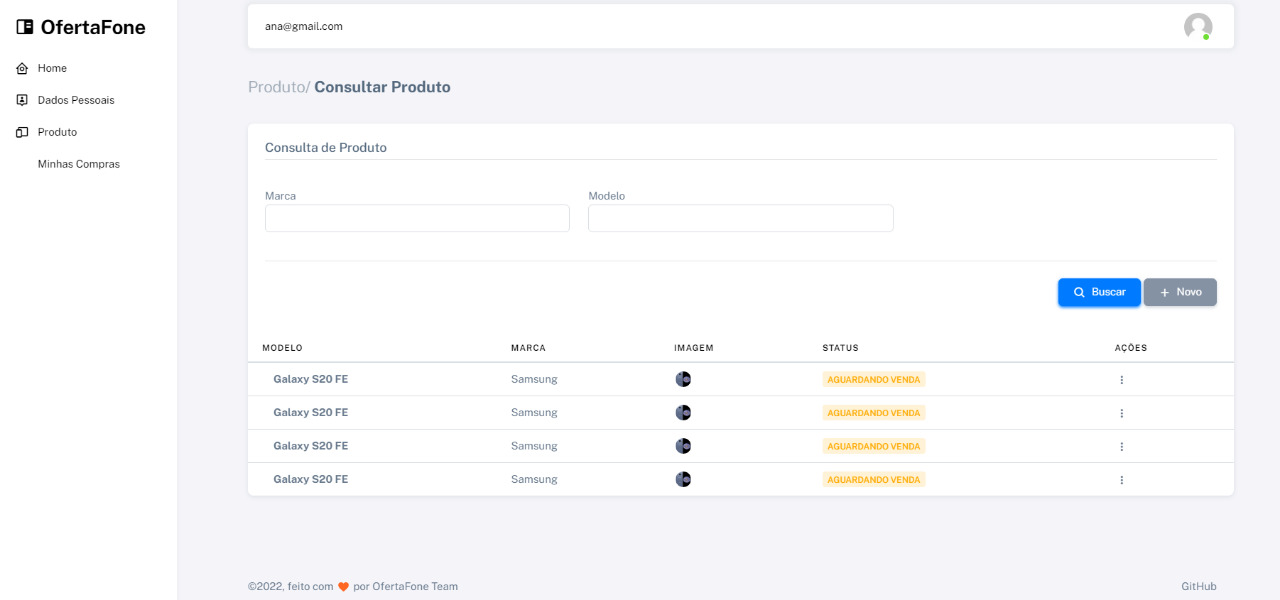 OfertaFone
Home
Dados Pessoais
Produto
Minhas Compras
ana@gmail.com
Produto/ Consultar Produto
Consulta de Produto
Marca Modelo
Buscar + Novo
MODELO MARCA IMAGEM STATUS AÇÕES
Galaxy S20 FE Samsung AGUARDANDO VENDA
Galaxy S20 FE Samsung AGUARDANDO VENDA
Galaxy S20 FE Samsung AGUARDANDO VENDA
Galaxy S20 FE Samsung AGUARDANDO VENDA
©2022, feito com 🧡 por OfertaFone Team GitHub